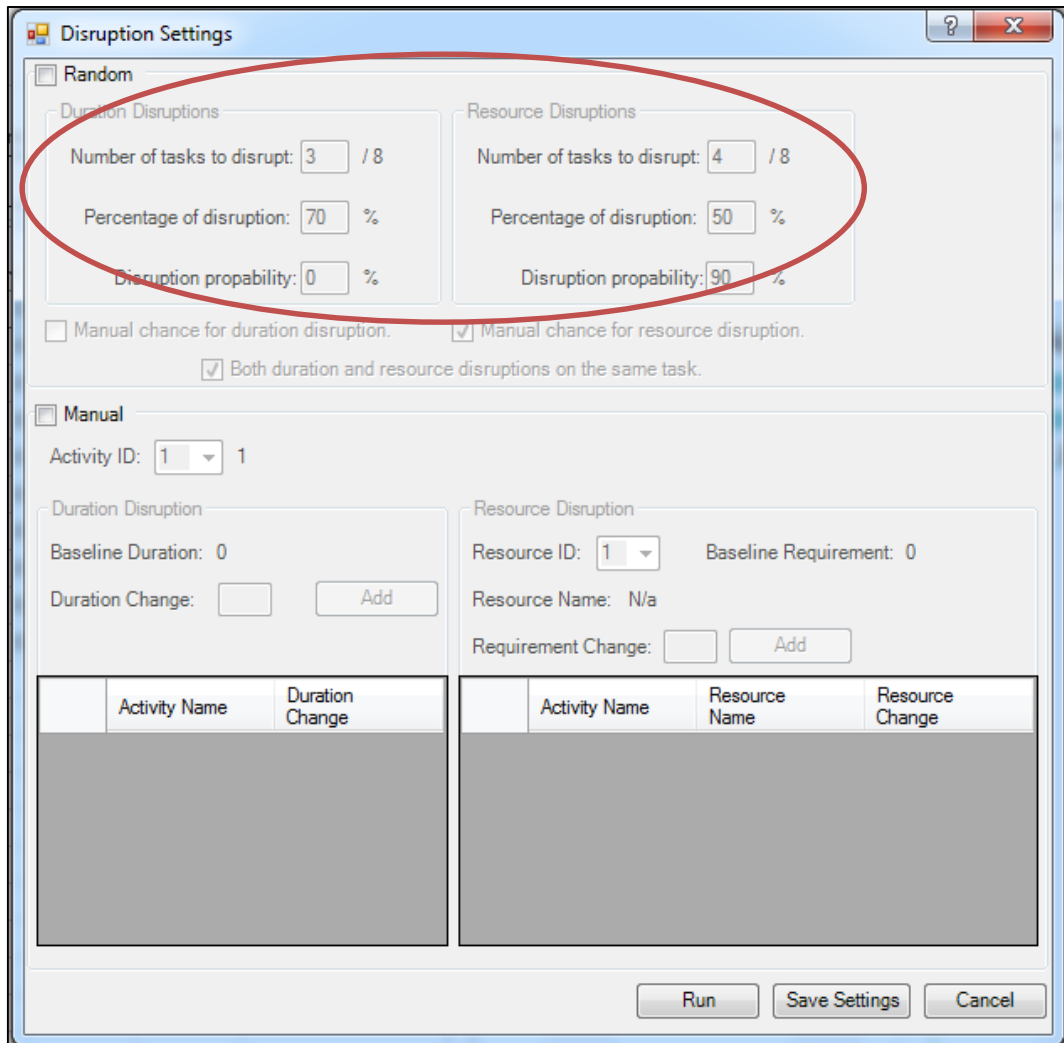 Disruption Settings
Random
Duration Disruptions
Number of tasks to disrupt: 3 / 8
Percentage of disruption: 70 %
Disruption propability: 0 %
Resource Disruptions
Number of tasks to disrupt: 4 / 8
Percentage of disruption: 50 %
Disruption propability: 90 %
Manual chance for duration disruption.
Manual chance for resource disruption.
Both duration and resource disruptions on the same task.
Manual
Activity ID: 1 1
Duration Disruption
Baseline Duration: 0
Duration Change: Add
Resource Disruption
Resource ID: 1 Baseline Requirement: 0
Resource Name: N/a
Requirement Change: Add
Activity Name Duration Change
Activity Name Resource Name Resource Change
Run Save Settings Cancel